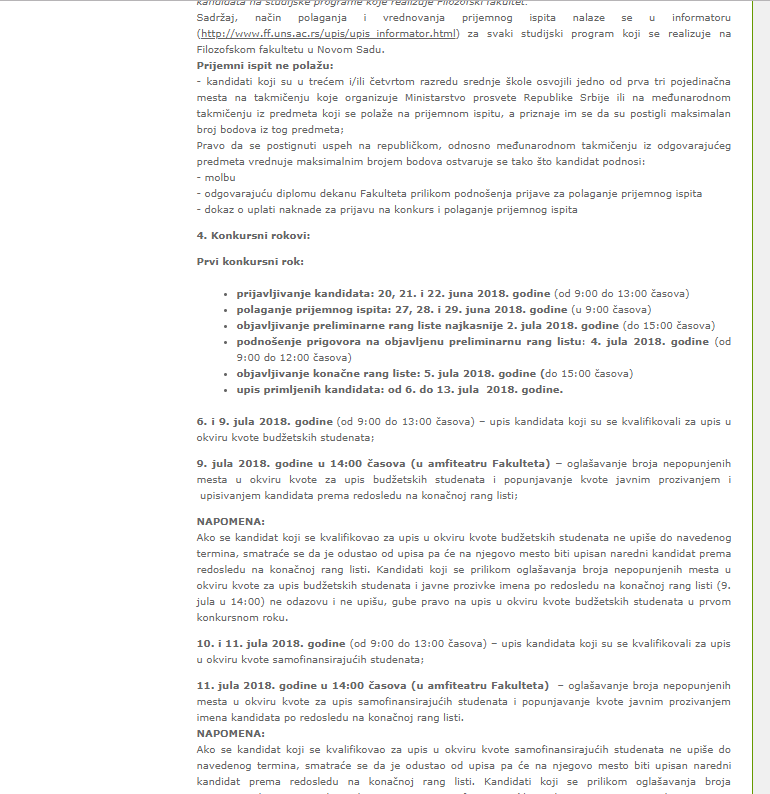 kandidata na studijske programe koje realizuje Filozofski fakultet.
Sadržaj, način polaganja i vrednovanja prijemnog ispita nalaze se u informatoru
(http://www.ff.uns.ac.rs/upis/upis_informator.html) za svaki studijski program koji se realizuje na
Filozofskom fakultetu u Novom Sadu.
Prijemni ispit ne polažu:
- kandidati koji su u trećem i/ili četvrtom razredu srednje škole osvojili jedno od prva tri pojedinačna
mesta na takmičenju koje organizuje Ministarstvo prosvete Republike Srbije ili na međunarodnom
takmičenju iz predmeta koji se polaže na prijemnom ispitu, a priznaje im se da su postigli maksimalan
broj bodova iz tog predmeta;
Pravo da se postignuti uspeh na republičkom, odnosno međunarodnom takmičenju iz odgovarajućeg
predmeta vrednuje maksimalnim brojem bodova ostvaruje se tako što kandidat podnosi:
- molbu
- odgovarajuću diplomu dekanu Fakulteta prilikom podnošenja prijave za polaganje prijemnog ispita
- dokaz o uplati naknade za prijavu na konkurs i polaganje prijemnog ispita
4. Konkursni rokovi:
Prvi konkursni rok:
• prijavljivanje kandidata: 20, 21. i 22. juna 2018. godine (od 9:00 do 13:00 časova)
• polaganje prijemnog ispita: 27, 28. i 29. juna 2018. godine (u 9:00 časova)
• objavljivanje preliminarne rang liste najkasnije 2. jula 2018. godine (do 15:00 časova)
• podnošenje prigovora na objavljenu preliminarnu rang listu: 4. jula 2018. godine (od
9:00 do 12:00 časova)
• objavljivanje konačne rang liste: 5. jula 2018. godine (do 15:00 časova)
• upis primljenih kandidata: od 6. do 13. jula 2018. godine.
6. i 9. jula 2018. godine (od 9:00 do 13:00 časova) – upis kandidata koji su se kvalifikovali za upis u
okviru kvote budžetskih studenata;
9. jula 2018. godine u 14:00 časova (u amfiteatru Fakulteta) – oglašavanje broja nepopunjenih
mesta u okviru kvote za upis budžetskih studenata i popunjavanje kvote javnim prozivanjem i
upisivanjem kandidata prema redosledu na konačnoj rang listi;
NAPOMENA:
Ako se kandidat koji se kvalifikovao za upis u okviru kvote budžetskih studenata ne upiše do navedenog
termina, smatraće se da je odustao od upisa pa će na njegovo mesto biti upisan naredni kandidat prema
redosledu na konačnoj rang listi. Kandidati koji se prilikom oglašavanja broja nepopunjenih mesta u
okviru kvote za upis budžetskih studenata i javne prozivke imena po redosledu na konačnoj rang listi (9.
jula u 14:00) ne odazovu i ne upišu, gube pravo na upis u okviru kvote budžetskih studenata u prvom
konkursnom roku.
10. i 11. jula 2018. godine (od 9:00 do 13:00 časova) – upis kandidata koji su se kvalifikovali za upis
u okviru kvote samofinansirajućih studenata;
11. jula 2018. godine u 14:00 časova (u amfiteatru Fakulteta) – oglašavanje broja nepopunjenih
mesta u okviru kvote za upis samofinansirajućih studenata i popunjavanje kvote javnim prozivanjem
imena kandidata po redosledu na konačnoj rang listi.
NAPOMENA:
Ako se kandidat koji se kvalifikovao za upis u okviru kvote samofinansirajućih studenata ne upiše do
navedenog termina, smatraće se da je odustao od upisa pa će na njegovo mesto biti upisan naredni
kandidat prema redosledu na konačnoj rang listi. Kandidati koji se prilikom oglašavanja broja